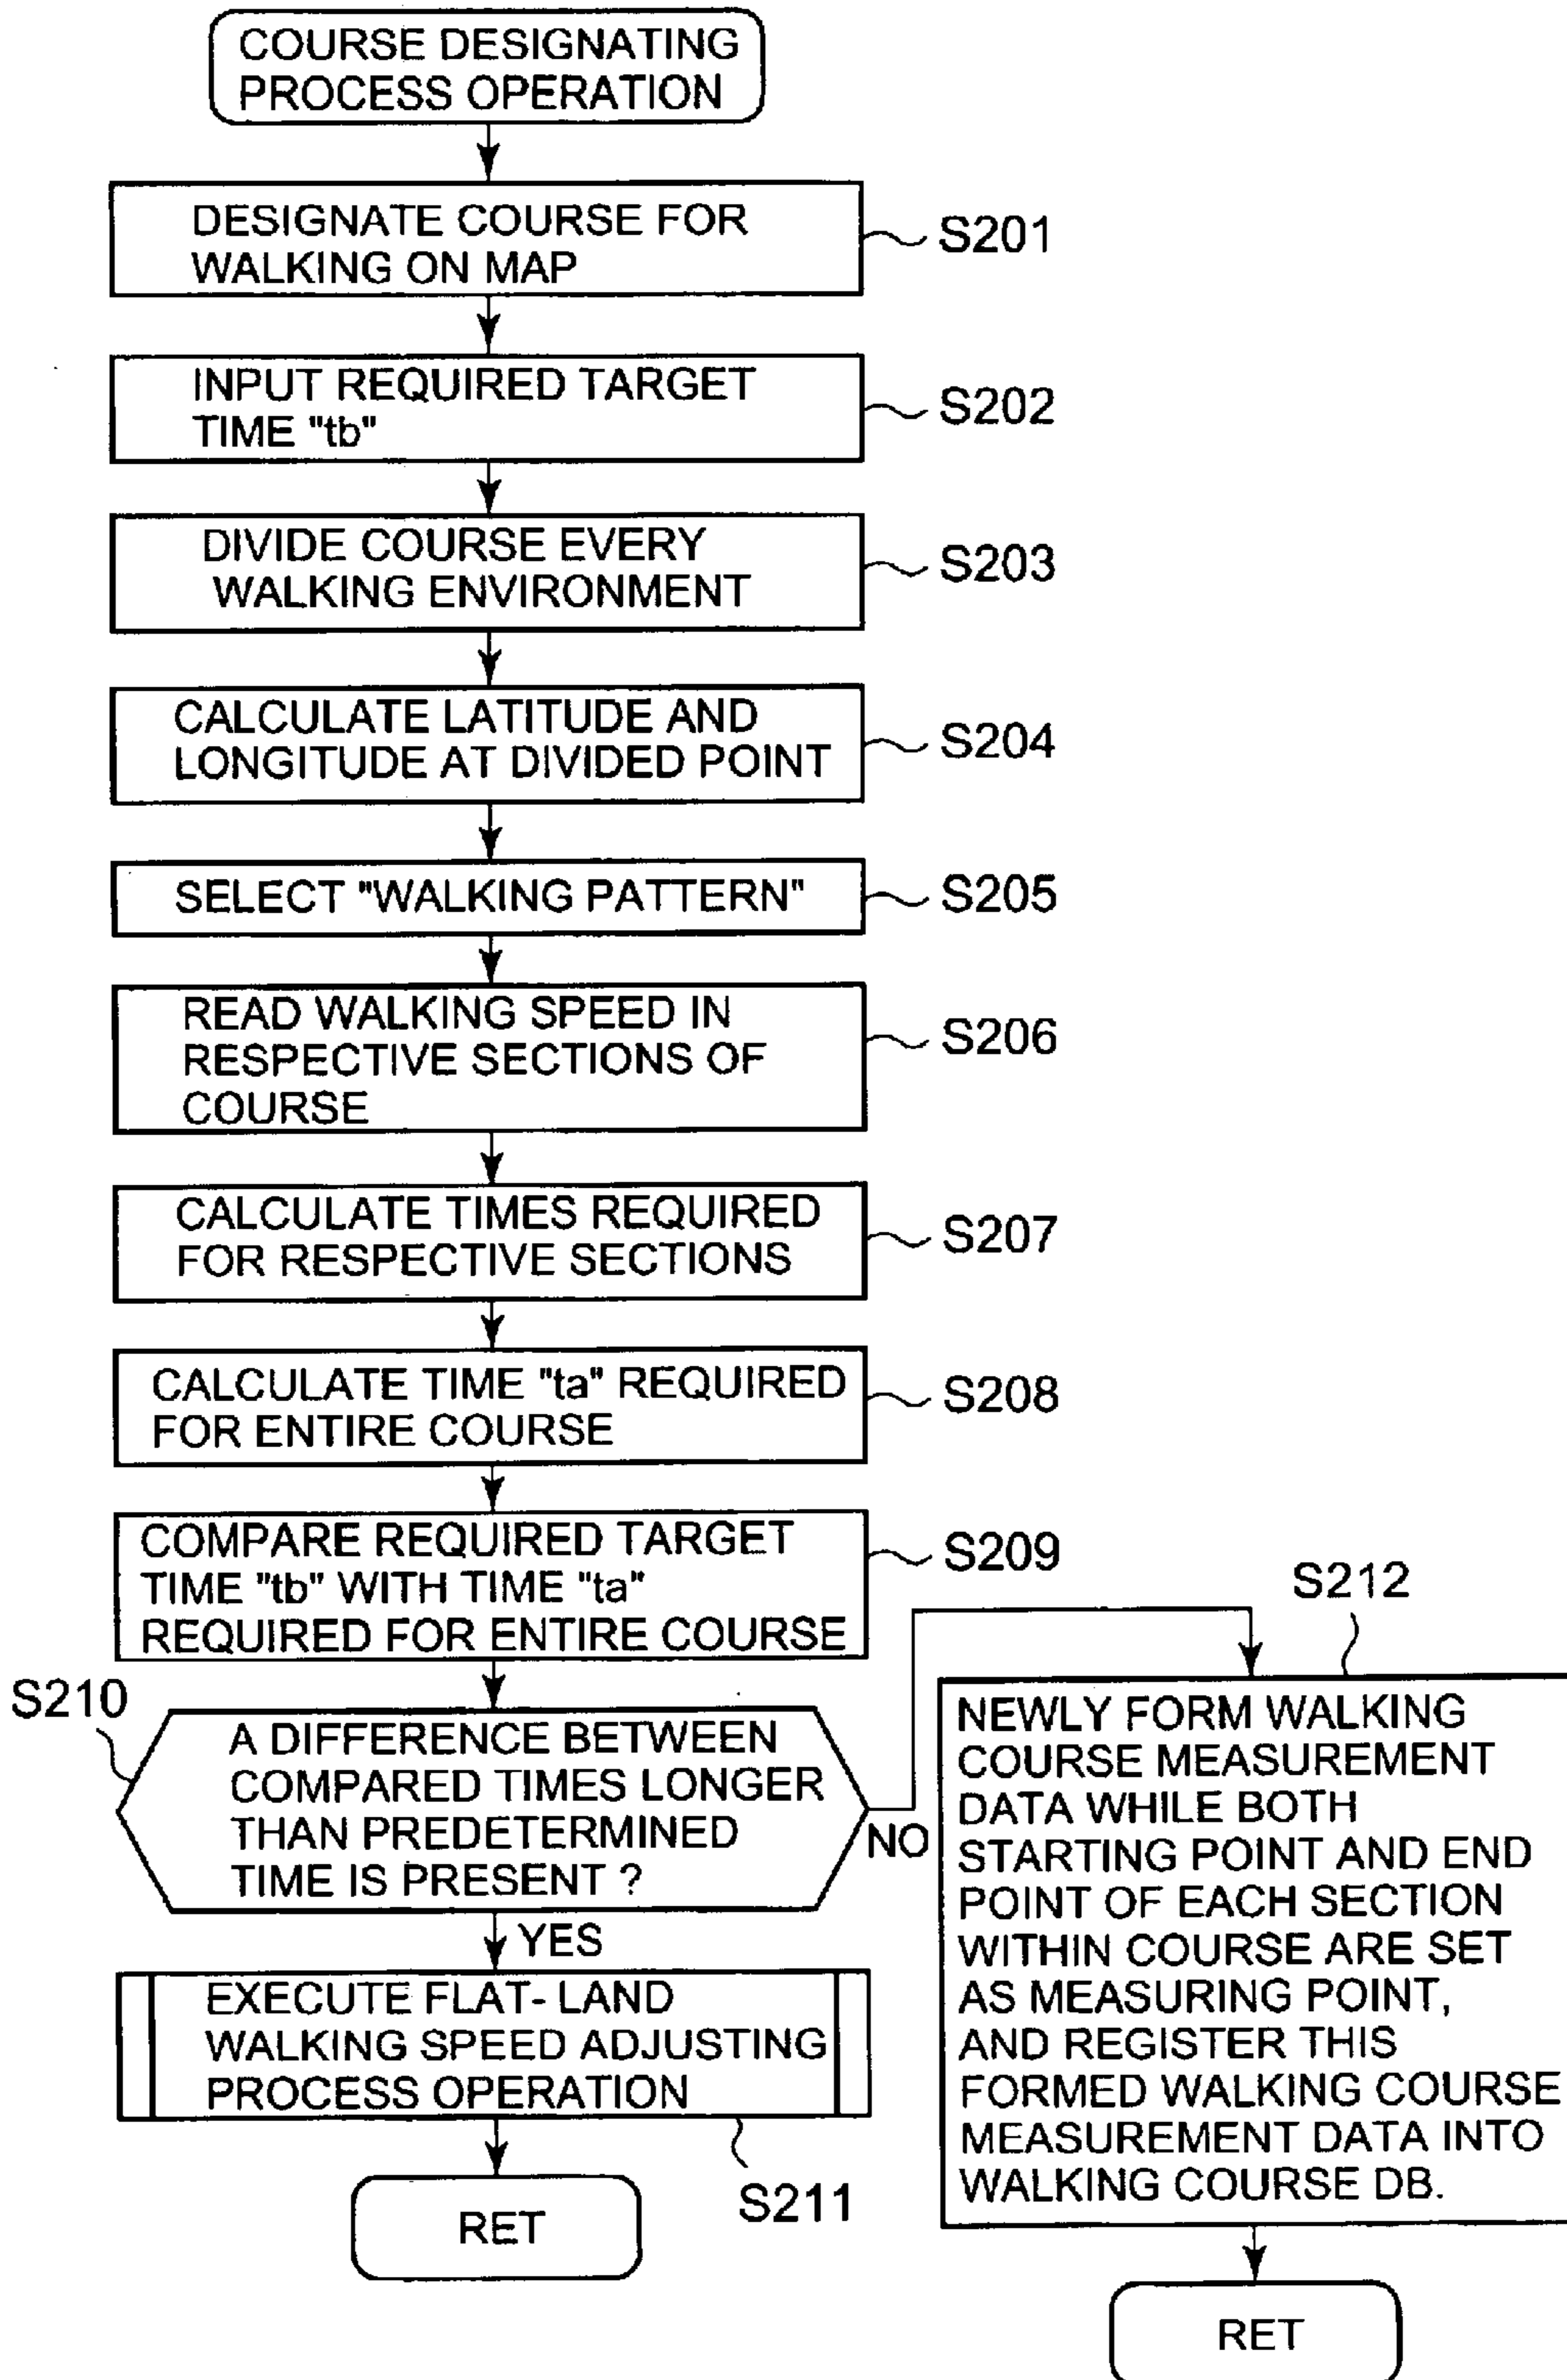 COURSE DESIGNATING
PROCESS OPERATION
DESIGNATE COURSE FOR
WALKING ON MAP
S201
INPUT REQUIRED TARGET
TIME "tb"
S202
DIVIDE COURSE EVERY
WALKING ENVIRONMENT
S203
CALCULATE LATITUDE AND
LONGITUDE AT DIVIDED POINT
S204
SELECT "WALKING PATTERN"
S205
READ WALKING SPEED IN
RESPECTIVE SECTIONS OF
COURSE
S206
CALCULATE TIMES REQUIRED
FOR RESPECTIVE SECTIONS
S207
CALCULATE TIME "ta" REQUIRED
FOR ENTIRE COURSE
S208
COMPARE REQUIRED TARGET
TIME "tb" WITH TIME "ta"
REQUIRED FOR ENTIRE COURSE
S209
S210
A DIFFERENCE BETWEEN
COMPARED TIMES LONGER
THAN PREDETERMINED
TIME IS PRESENT ?
NO
YES
EXECUTE FLAT- LAND
WALKING SPEED ADJUSTING
PROCESS OPERATION
S211
RET
S212
NEWLY FORM WALKING
COURSE MEASUREMENT
DATA WHILE BOTH
STARTING POINT AND END
POINT OF EACH SECTION
WITHIN COURSE ARE SET
AS MEASURING POINT,
AND REGISTER THIS
FORMED WALKING COURSE
MEASUREMENT DATA INTO
WALKING COURSE DB.
RET